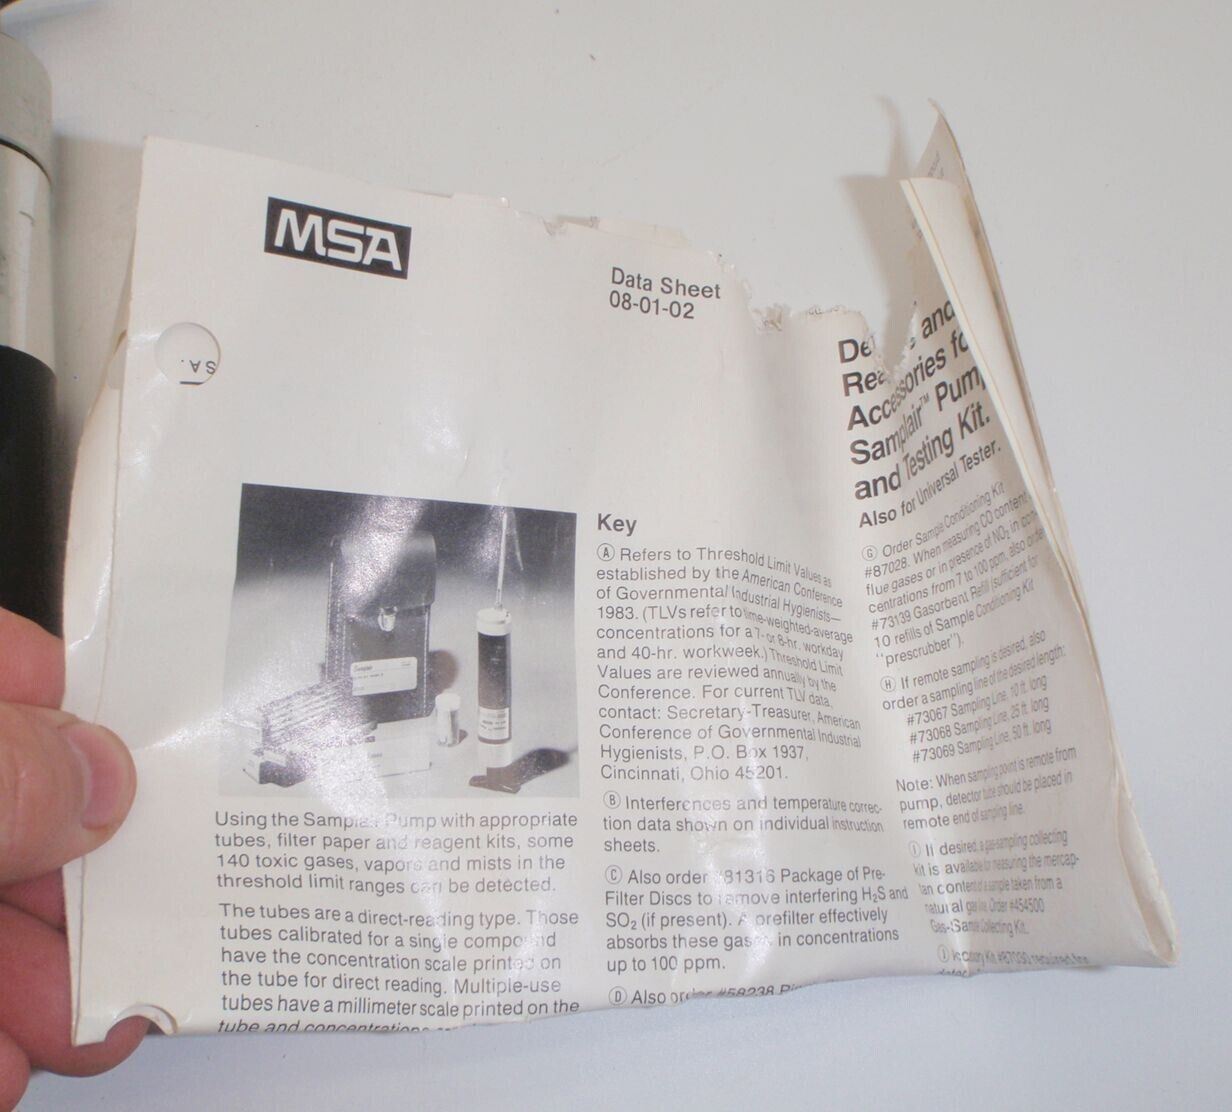 MSA
Data Sheet
08-01-02
SA.
and
Accessories
Samplair™ Pump
and Testing Kit.
Also for Universal Tester.
Using the Samplair Pump with appropriate
tubes, filter paper and reagent kits, some
140 toxic gases, vapors and mists in the
threshold limit ranges can be detected.
The tubes are a direct-reading type. Those
tubes calibrated for a single compound
have the concentration scale printed on
the tube for direct reading. Multiple-use
tubes have a millimeter scale printed on the
tube and concentrations
Key
Ⓐ Refers to Threshold Limit Values as
established by the American Conference
of Governmental Industrial Hygienists—
1983. (TLVs refer to time-weighted-average
concentrations for a 7- or 8-hr. workday
and 40-hr. workweek.) Threshold Limit
Values are reviewed annually by the
Conference. For current TLV data,
contact: Secretary-Treasurer, American
Conference of Governmental Industrial
Hygienists, P.O. Box 1937,
Cincinnati, Ohio 45201.
Ⓑ Interferences and temperature correc-
tion data shown on individual instruction
sheets.
Ⓒ Also order #81316 Package of Pre-
Filter Discs to remove interfering H₂S and
SO₂ (if present). A prefilter effectively
absorbs these gases in concentrations
up to 100 ppm.
Ⓓ Also order #58238
Ⓖ Order Sample Conditioning Kit
#87028. When measuring CO content
flue gases or in presence of NO₂ in con-
centrations from 7 to 100 ppm, also order
#73139 Gasorbent Refill (sufficient for
10 refills of Sample Conditioning Kit
"prescrubber").
Ⓗ If remote sampling is desired, also
order a sampling line of the desired length:
#73067 Sampling Line, 10 ft. long
#73068 Sampling Line, 25 ft. long
#73069 Sampling Line, 50 ft. long
Note: When sampling point is remote from
pump, detector tube should be placed in
remote end of sampling line.
Ⓘ If desired, a gas-sampling collecting
kit is available for measuring the mercap-
tan content of a sample taken from a
natural gas line. Order #454500
Gas-Sample Collecting Kit.